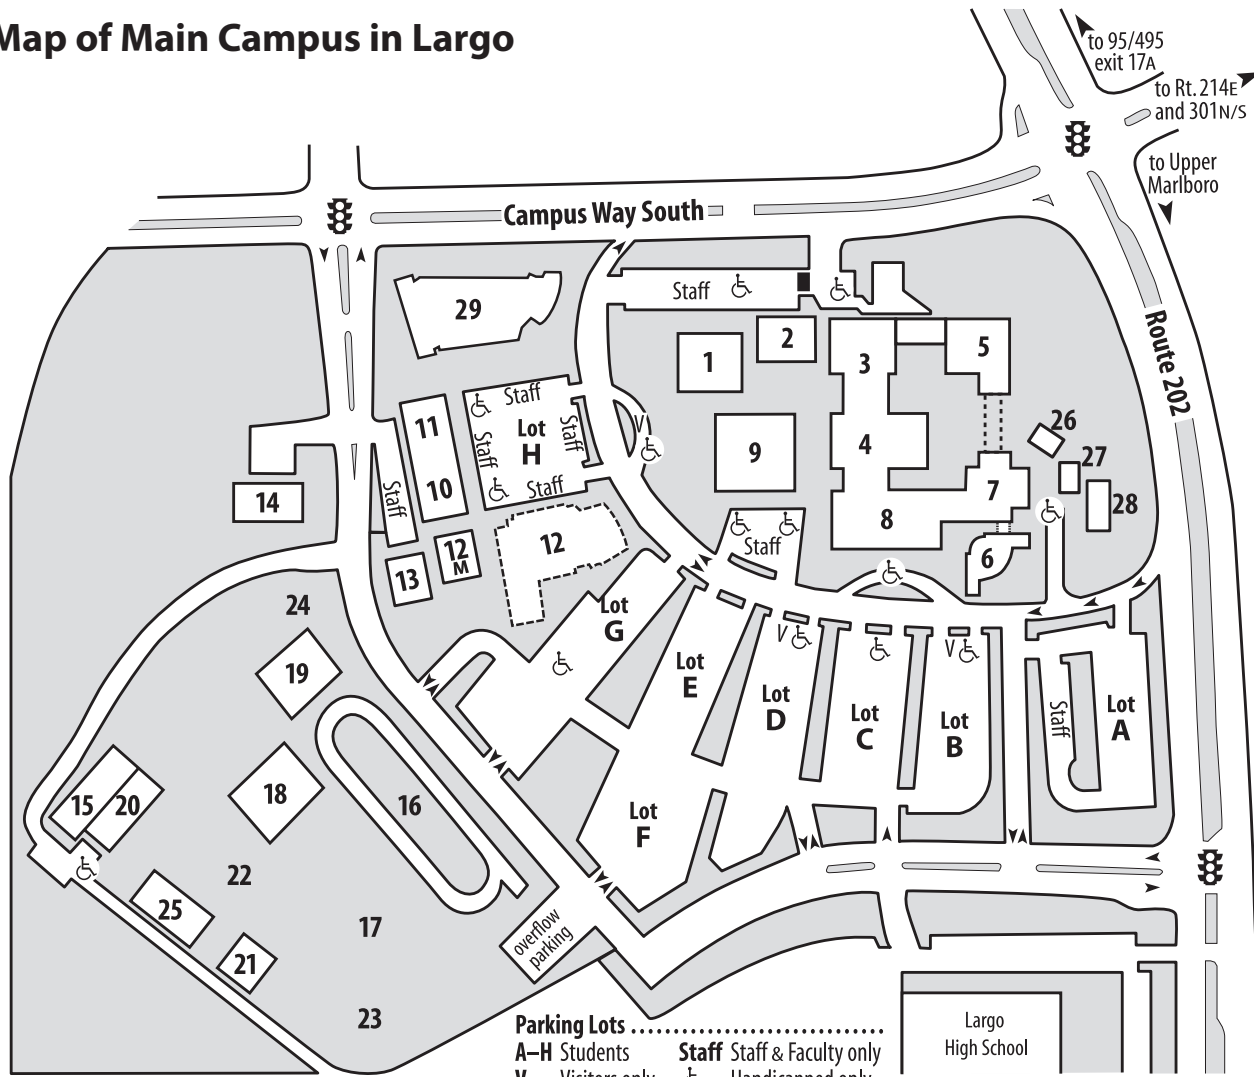 Map of Main Campus in Largo
to 95/495
exit 17A
to Rt. 214E
and 301N/S
to Upper
Marlboro
Campus Way South
Route 202
29
Staff
1
2
3
5
11
10
Staff
Lot
H
Staff
Staff
Staff
V
9
4
26
27
28
7
8
6
14
Staff
13
12
M
12
Staff
24
19
Lot
G
Lot
E
V
Lot
D
Lot
C
V
Lot
B
Staff
Lot
A
15
20
18
16
Lot
F
22
25
17
21
23
overflow
parking
Parking Lots
A–H Students
Staff Staff & Faculty only
V Visitors only
Handicapped only
Largo
High School